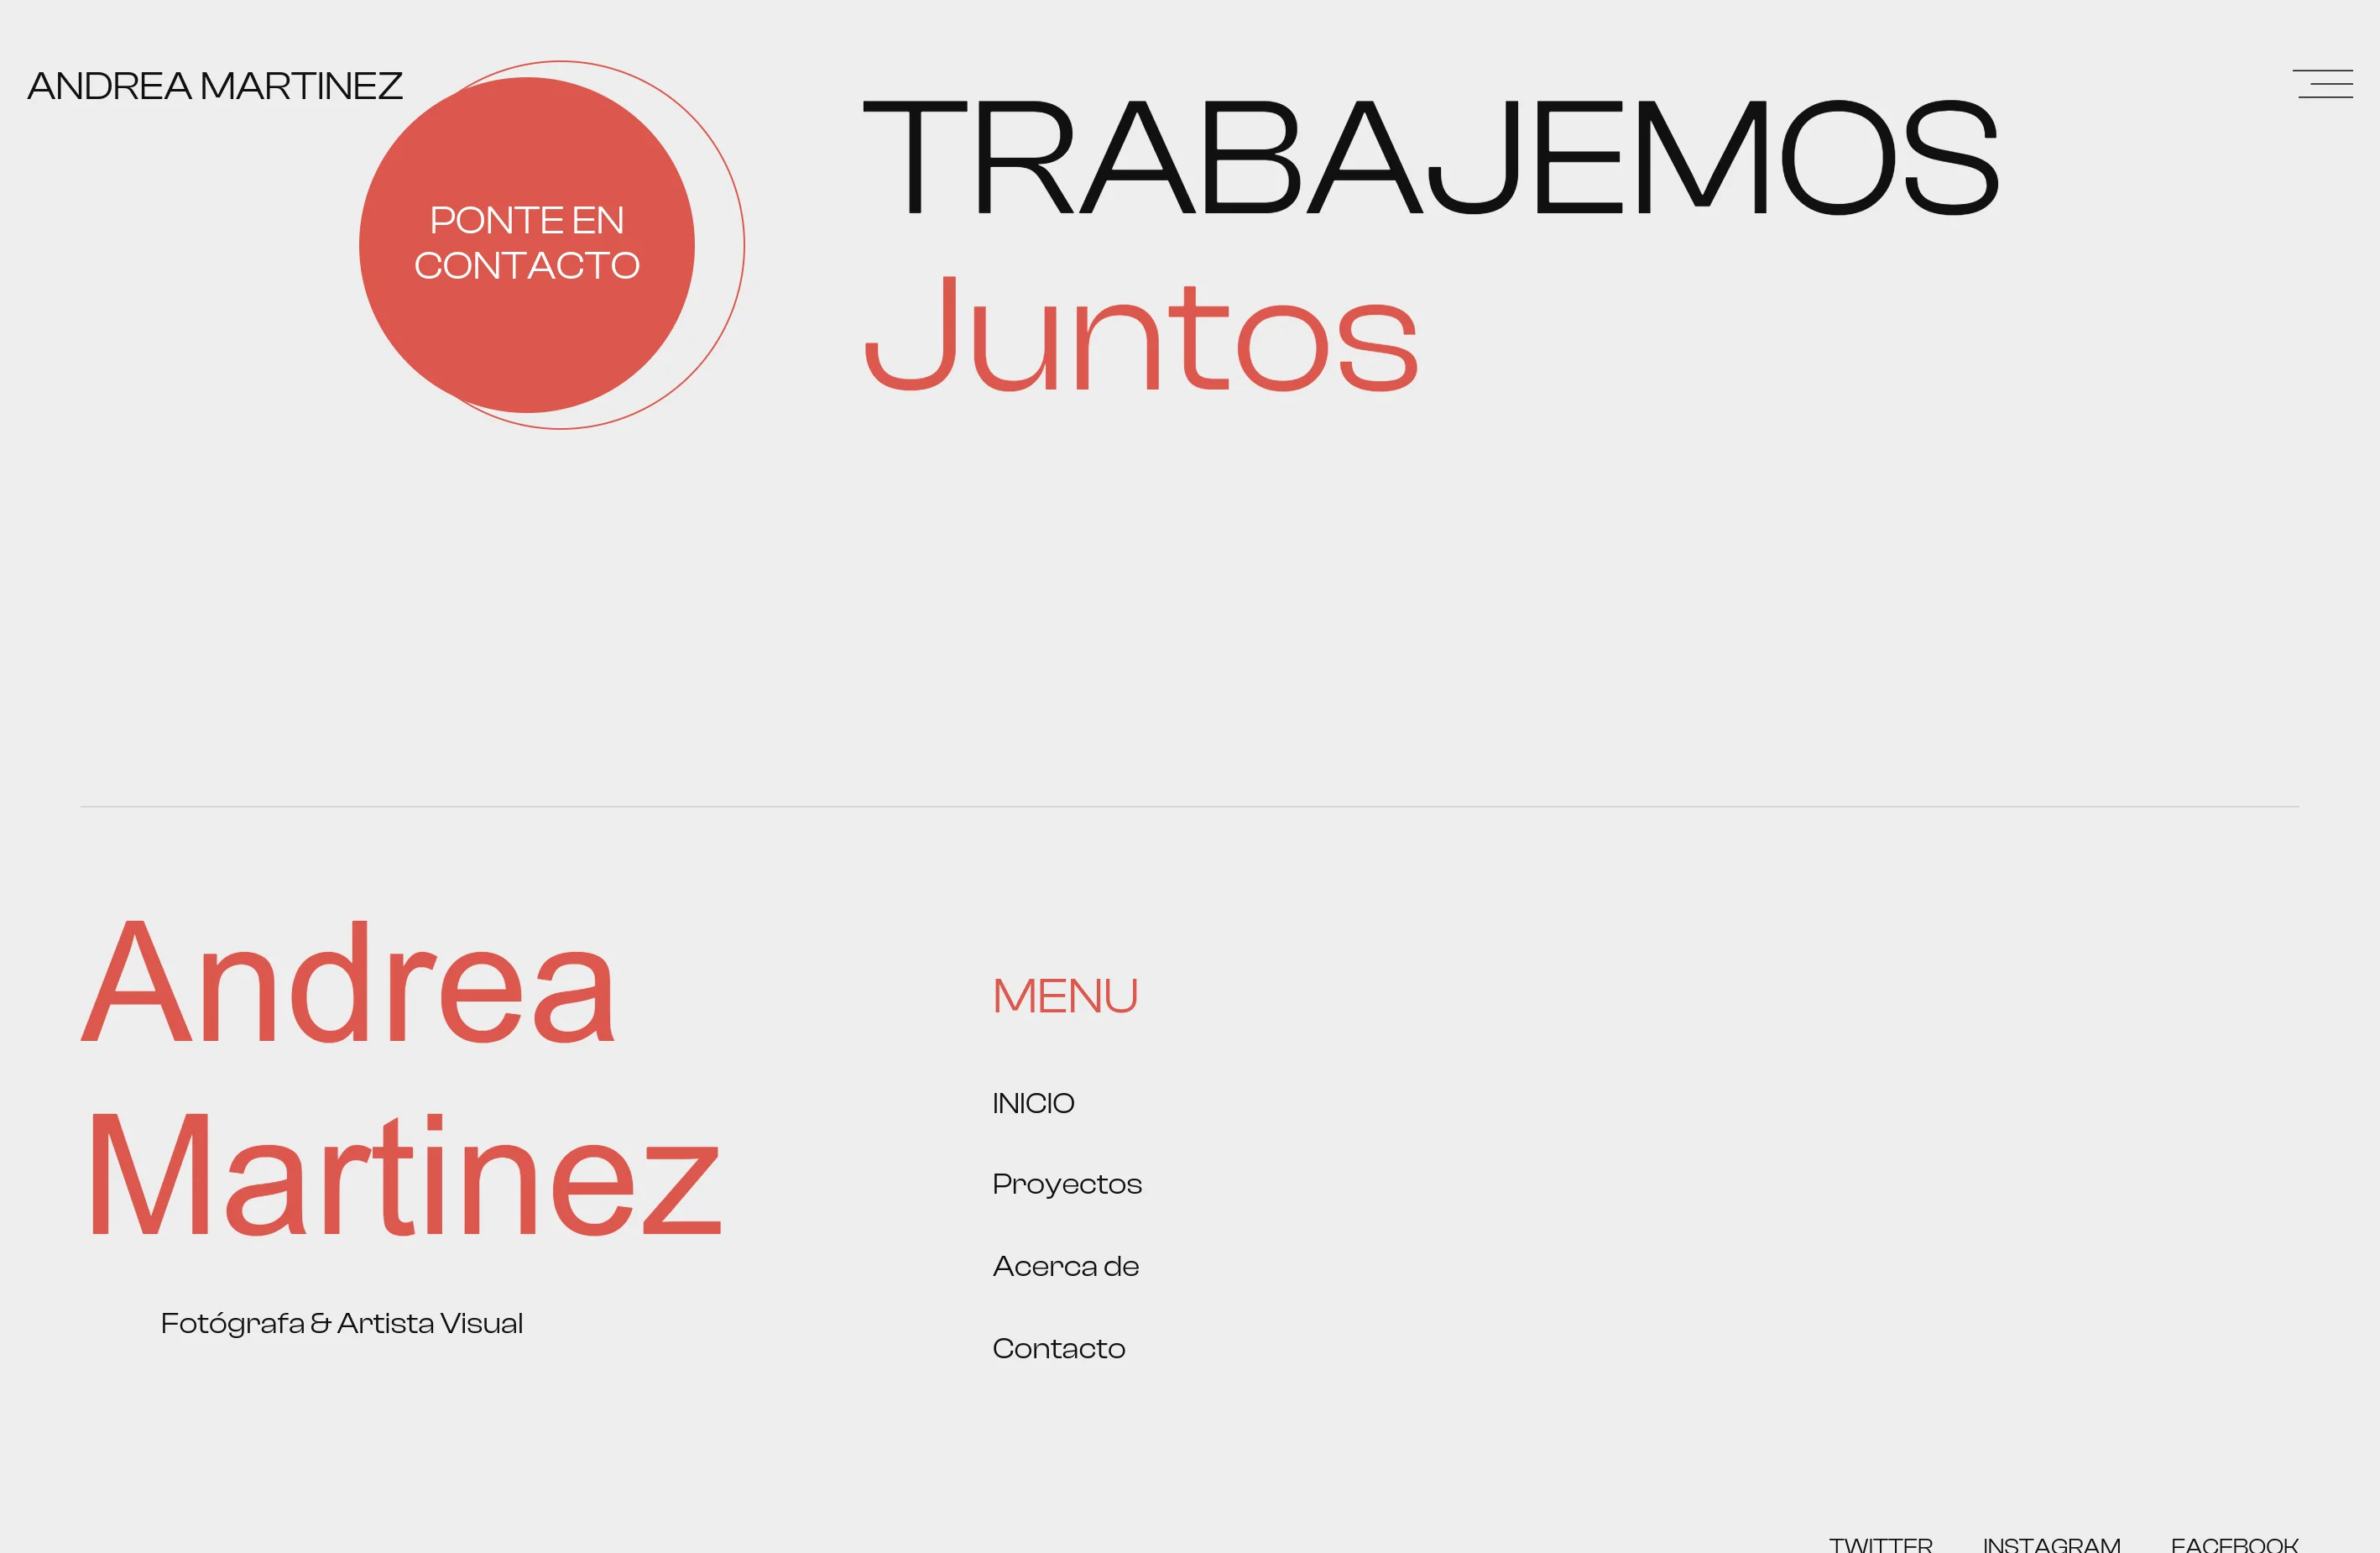 ANDREA MARTINEZ
PONTE EN
CONTACTO
TRABAJEMOS
Juntos
Andrea
Martinez
Fotógrafa & Artista Visual
MENU
INICIO
Proyectos
Acerca de
Contacto
TWITTER INSTAGRAM FACEBOOK